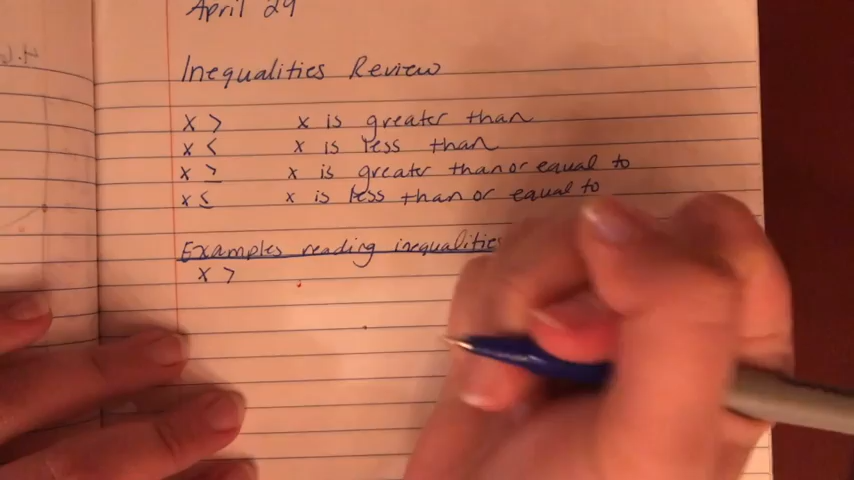 April 29
Inequalities Review
x > x is greater than
x < x is less than
x ≥ x is greater than or equal to
x ≤ x is less than or equal to
Examples reading inequalities
x >